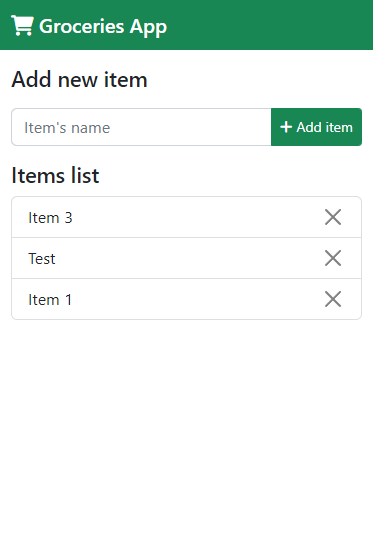 Groceries App
Add new item
Item's name
Add item
Items list
Item 3
Test
Item 1